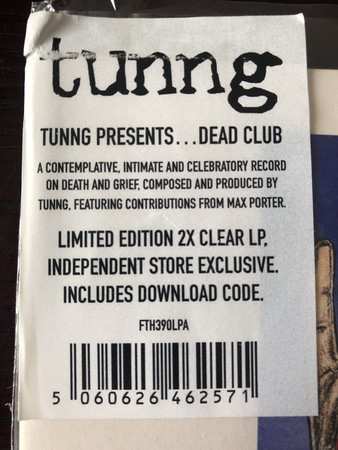 tunng
TUNNG PRESENTS...DEAD CLUB
A CONTEMPLATIVE, INTIMATE AND CELEBRATORY RECORD
ON DEATH AND GRIEF, COMPOSED AND PRODUCED BY
TUNNG, FEATURING CONTRIBUTIONS FROM MAX PORTER.
LIMITED EDITION 2X CLEAR LP,
INDEPENDENT STORE EXCLUSIVE.
INCLUDES DOWNLOAD CODE.
FTH390LPA
5 060626 462571